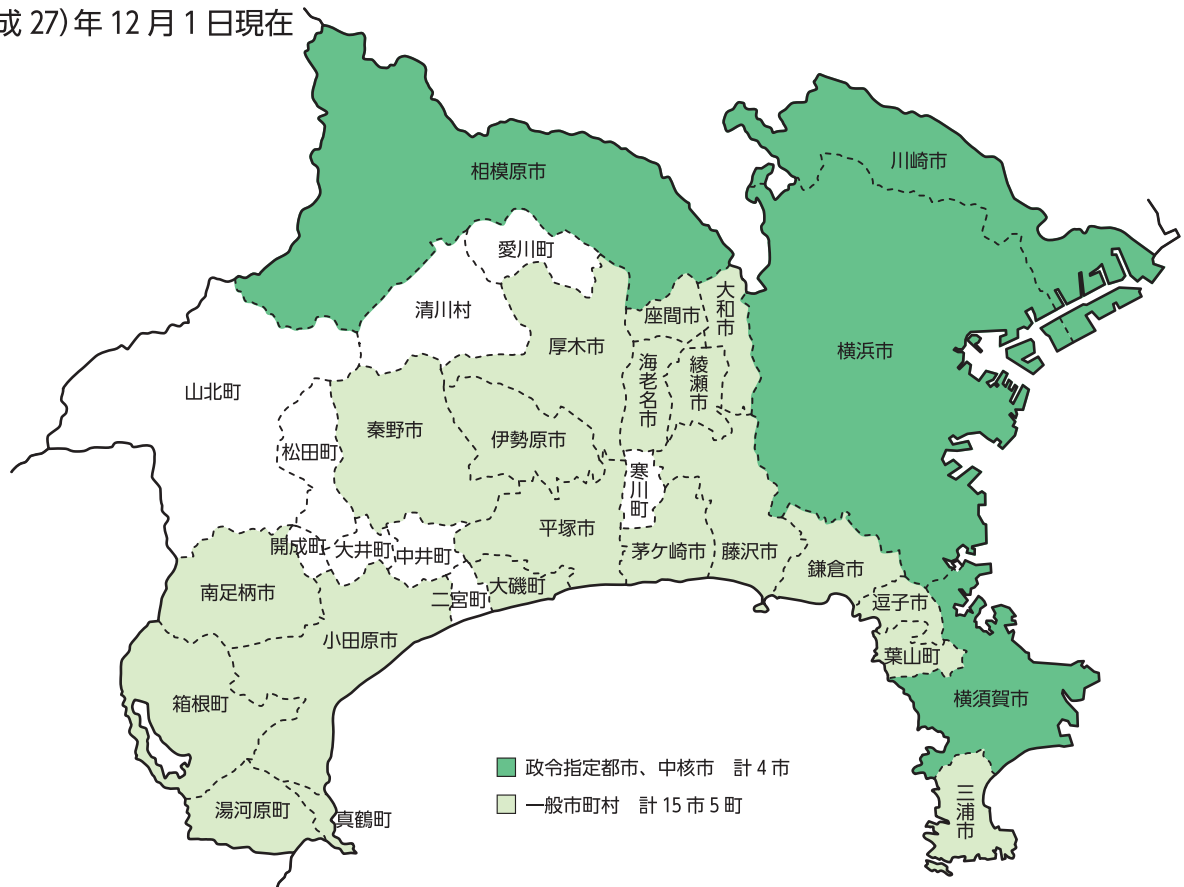 成 27)年 12 月 1 日現在
川崎市
相模原市
愛川町
清川村
大和市
座間市
厚木市
横浜市
海老名市
綾瀬市
山北町
秦野市
伊勢原市
松田町
寒川町
平塚市
開成町
大井町
中井町
茅ケ崎市
藤沢市
鎌倉市
南足柄市
大磯町
二宮町
逗子市
小田原市
葉山町
箱根町
横須賀市
政令指定都市、中核市 計 4 市
一般市町村 計 15 市 5 町
湯河原町
真鶴町
三浦市